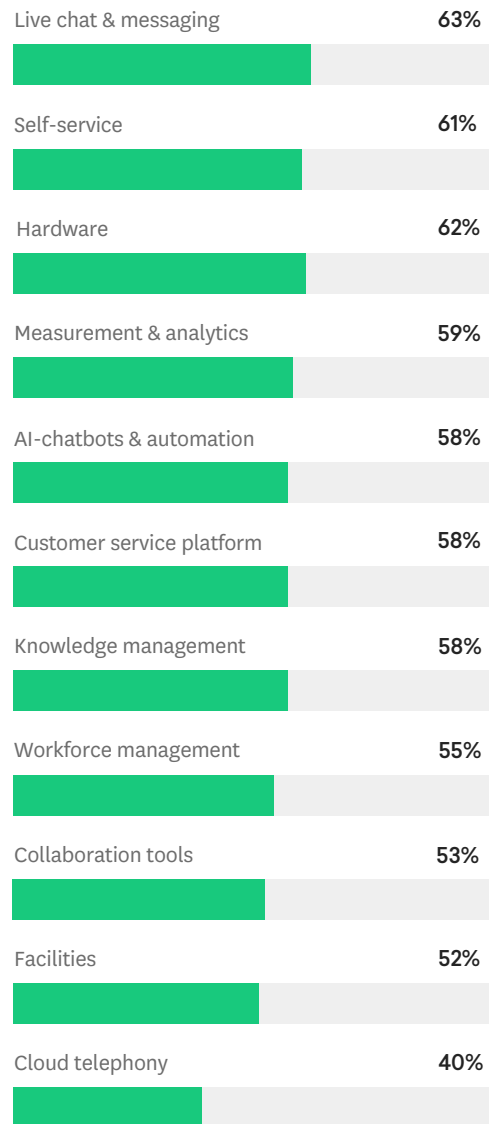 Live chat & messaging 63%
Self-service 61%
Hardware 62%
Measurement & analytics 59%
AI-chatbots & automation 58%
Customer service platform 58%
Knowledge management 58%
Workforce management 55%
Collaboration tools 53%
Facilities 52%
Cloud telephony 40%